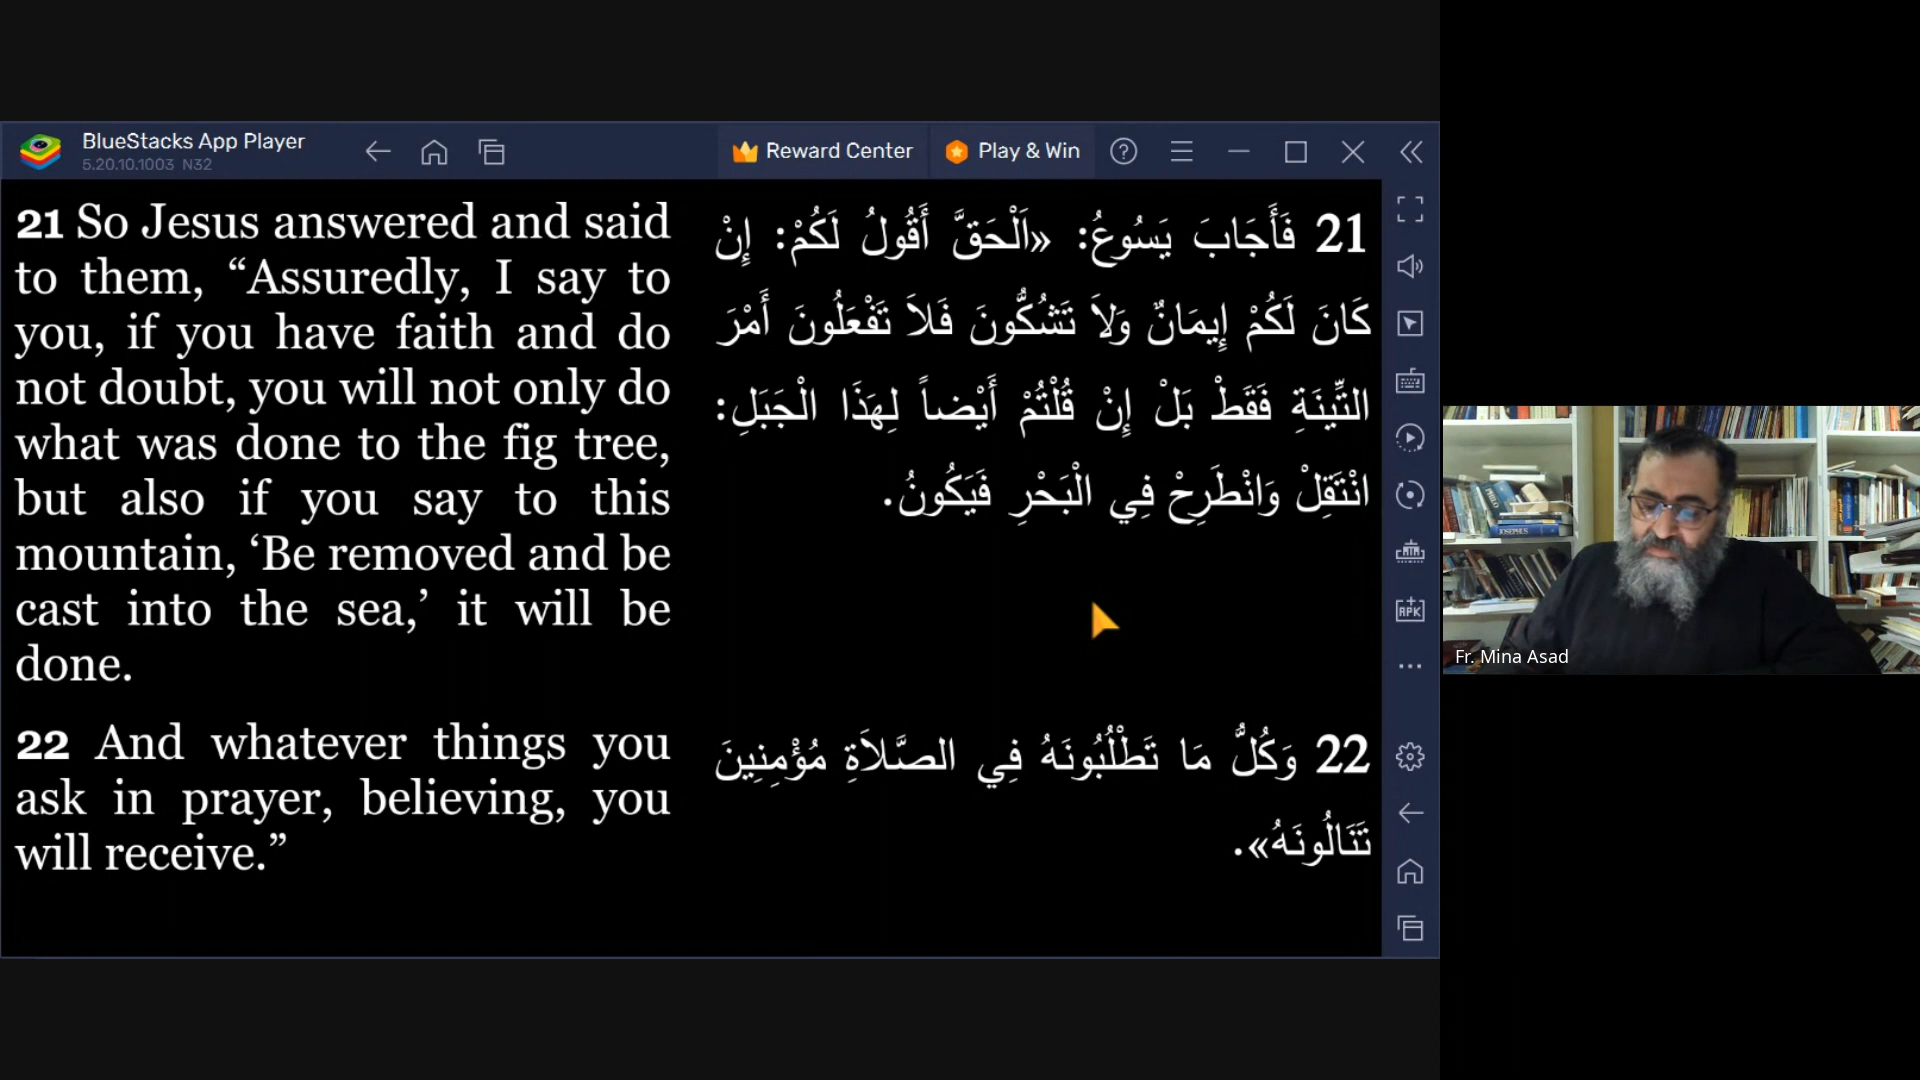 BlueStacks App Player
5.20.10.1003 N32
Reward Center
Play & Win
21 So Jesus answered and said
to them, “Assuredly, I say to
you, if you have faith and do
not doubt, you will not only do
what was done to the fig tree,
but also if you say to this
mountain, ‘Be removed and be
cast into the sea,’ it will be
done.
22 And whatever things you
ask in prayer, believing, you
will receive.”
21 فَأَجَابَ يَسُوعُ: «اَلْحَقَّ أَقُولُ لَكُمْ: إِنْ
كَانَ لَكُمْ إِيمَانٌ وَلاَ تَشُكُّونَ فَلاَ تَفْعَلُونَ أَمْرَ
التِّينَةِ فَقَطْ بَلْ إِنْ قُلْتُمْ أَيْضاً لِهَذَا الْجَبَلِ:
انْتَقِلْ وَانْطَرِحْ فِي الْبَحْرِ فَيَكُونُ.
22 وَكُلُّ مَا تَطْلُبُونَهُ فِي الصَّلاَةِ مُؤْمِنِينَ
تَنَالُونَهُ».
APK
PHILO
JOSEPHUS
Fr. Mina Asad